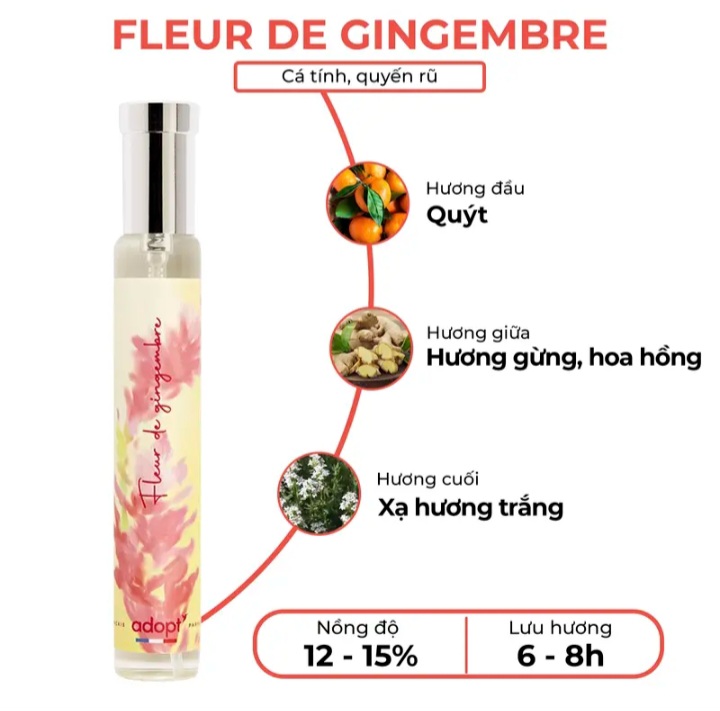 FLEUR DE GINGEMBRE
Cá tính, quyến rũ
Hương đầu
Quýt
Hương giữa
Hương gừng, hoa hồng
Hương cuối
Xạ hương trắng
Fleur de gingembre
adopt'
Nồng độ
12 - 15%
Lưu hương
6 - 8h